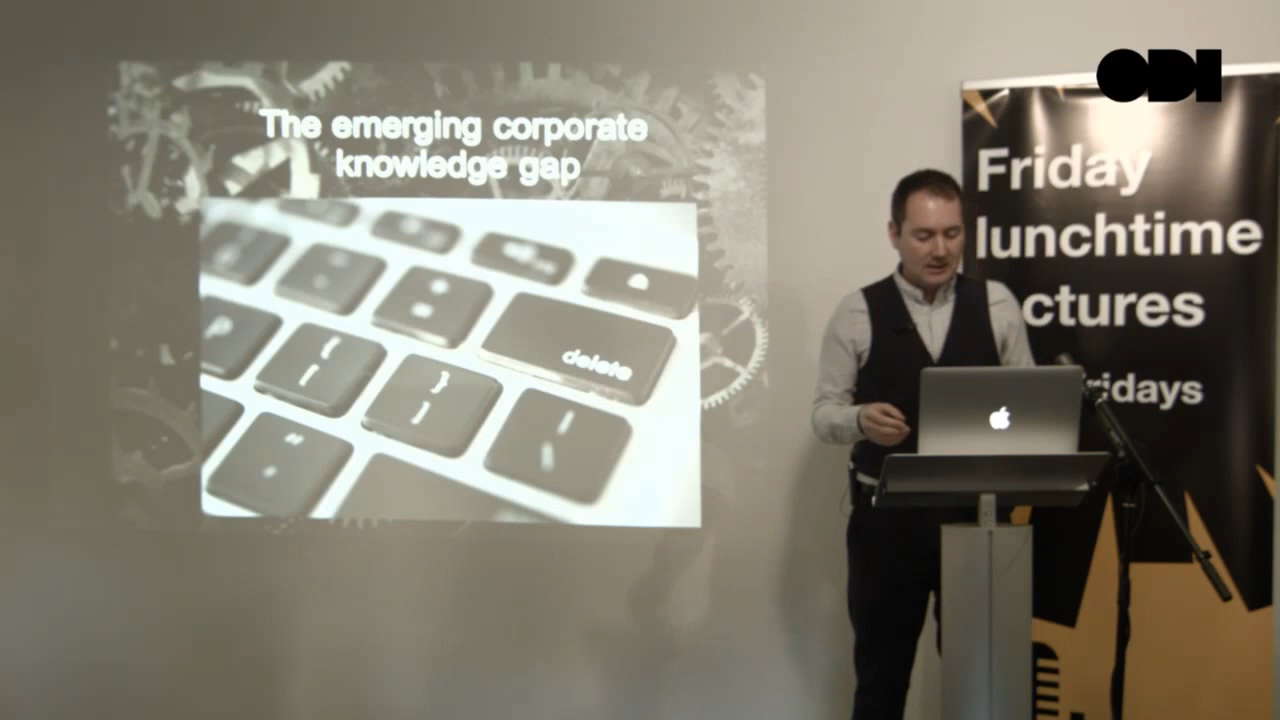 The emerging corporate
knowledge gap
delete
ODI
Friday
lunchtime
ctures
ridays